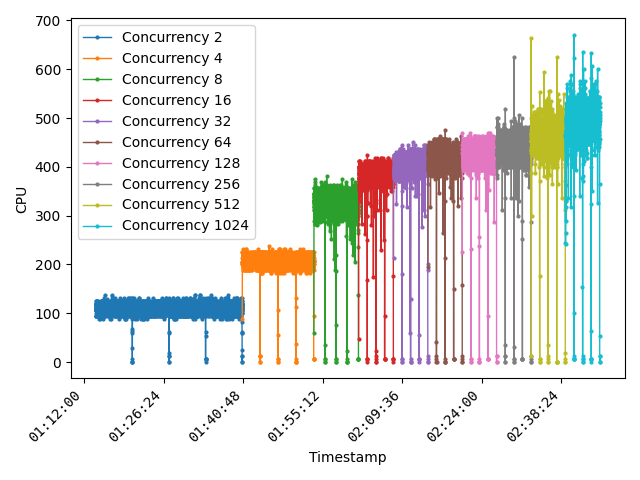 700
600
500
400
300
200
100
0
CPU
Concurrency 2
Concurrency 4
Concurrency 8
Concurrency 16
Concurrency 32
Concurrency 64
Concurrency 128
Concurrency 256
Concurrency 512
Concurrency 1024
01:12:00
01:26:24
01:40:48
01:55:12
02:09:36
02:24:00
02:38:24
Timestamp